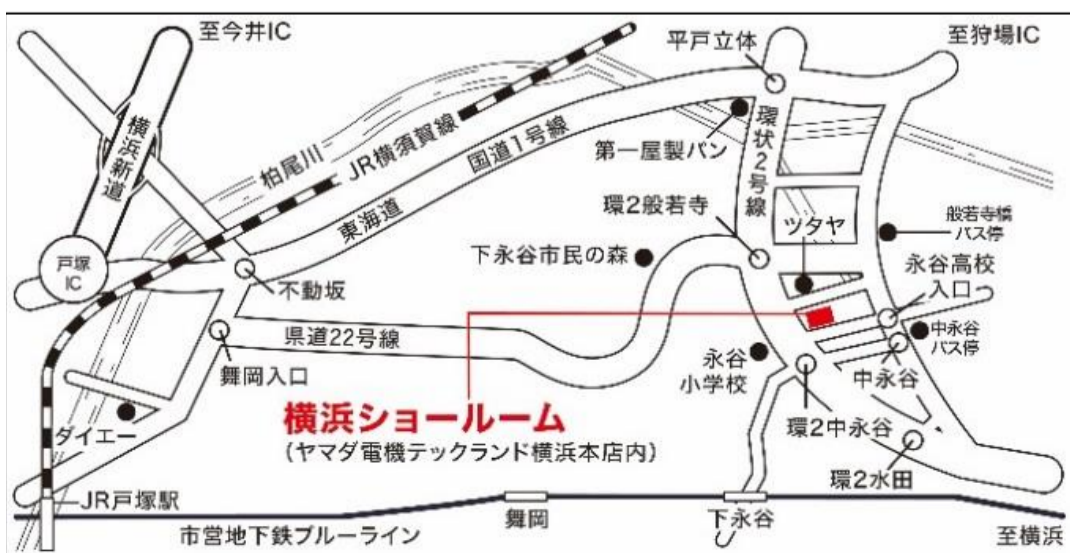 至今井IC
平戸立体
至狩場IC
横浜新道
柏尾川
JR横須賀線
国道1号線
東海道
第一屋製パン
環状2号線
環2般若寺
ツタヤ
般若寺橋
バス停
下永谷市民の森
永谷高校
入口
戸塚
IC
不動坂
県道22号線
舞岡入口
永谷
小学校
中永谷
バス停
中永谷
横浜ショールーム
(ヤマダ電機テックランド横浜本店内)
環2中永谷
ダイエー
環2水田
JR戸塚駅
市営地下鉄ブルーライン
舞岡
下永谷
至横浜